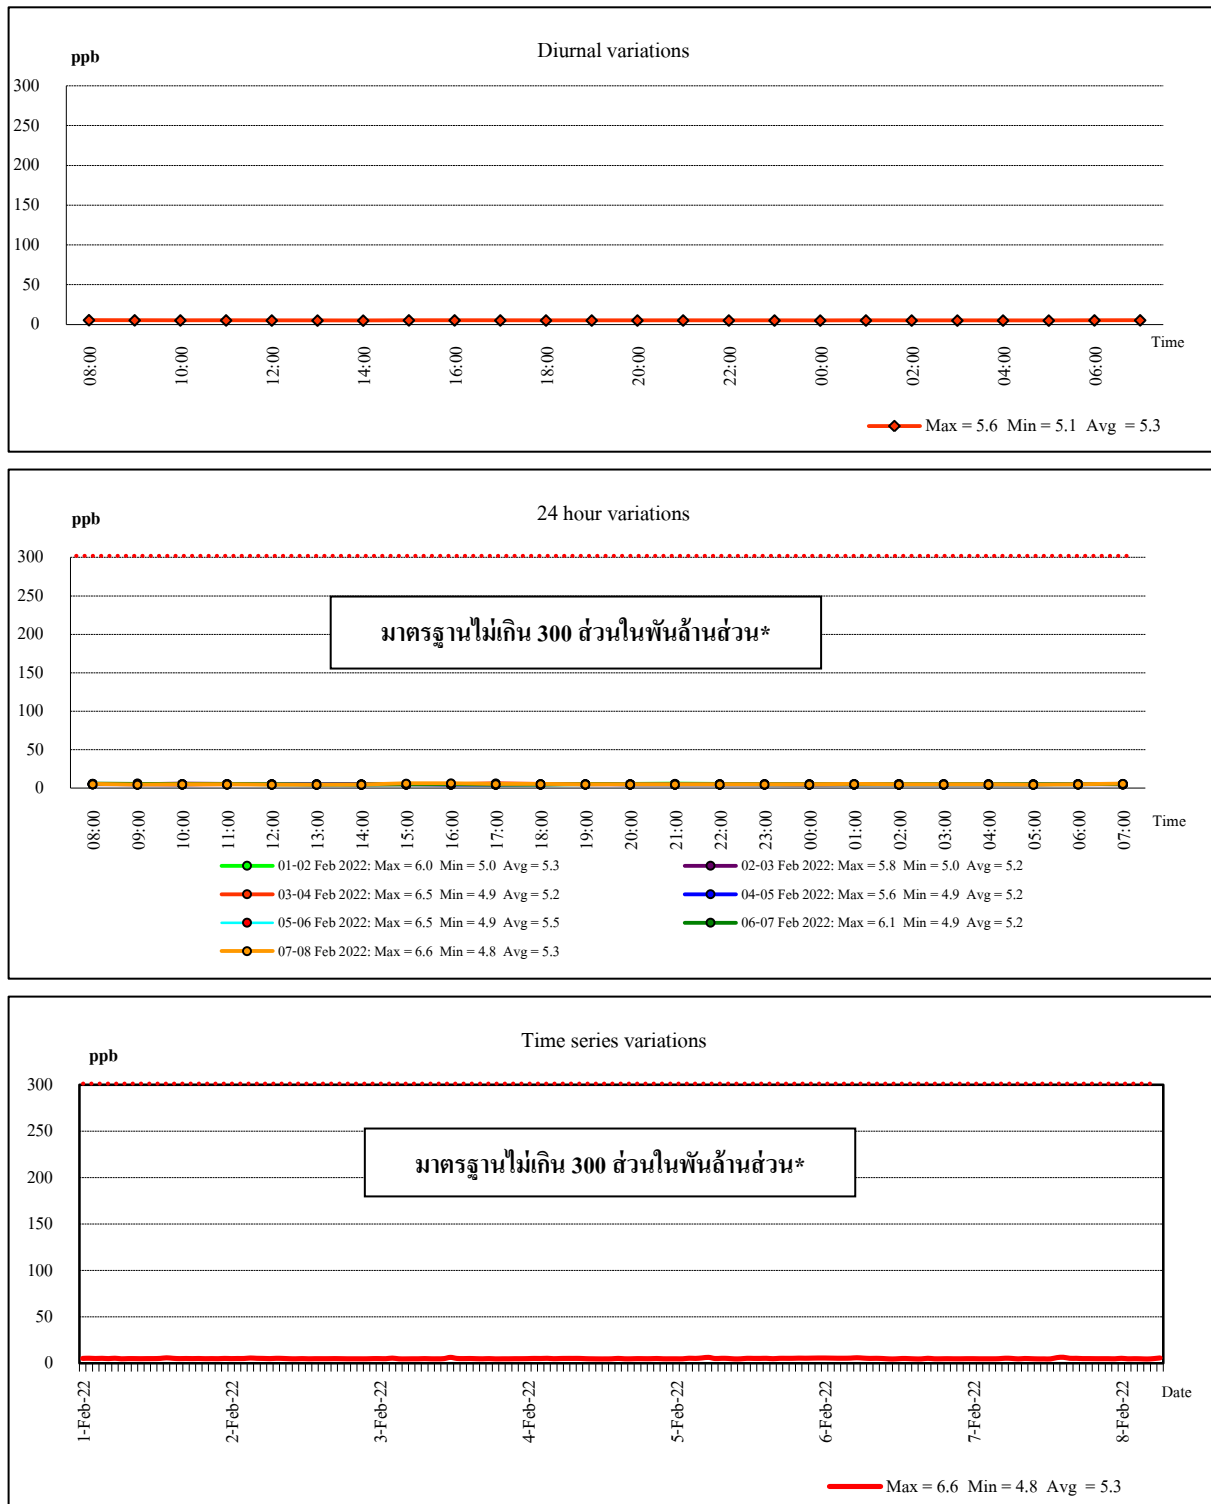 Diurnal variations
ppb
300
250
200
150
100
50
0
Time
08:00 10:00 12:00 14:00 16:00 18:00 20:00 22:00 00:00 02:00 04:00 06:00
Max = 5.6 Min = 5.1 Avg = 5.3
24 hour variations
ppb
300
250
200
150
100
50
0
มาตรฐานไม่เกิน 300 ส่วนในพันล้านส่วน*
Time
08:00 09:00 10:00 11:00 12:00 13:00 14:00 15:00 16:00 17:00 18:00 19:00 20:00 21:00 22:00 23:00 00:00 01:00 02:00 03:00 04:00 05:00 06:00 07:00
01-02 Feb 2022: Max = 6.0 Min = 5.0 Avg = 5.3
02-03 Feb 2022: Max = 5.8 Min = 5.0 Avg = 5.2
03-04 Feb 2022: Max = 6.5 Min = 4.9 Avg = 5.2
04-05 Feb 2022: Max = 5.6 Min = 4.9 Avg = 5.2
05-06 Feb 2022: Max = 6.5 Min = 4.9 Avg = 5.5
06-07 Feb 2022: Max = 6.1 Min = 4.9 Avg = 5.2
07-08 Feb 2022: Max = 6.6 Min = 4.8 Avg = 5.3
Time series variations
ppb
300
250
200
150
100
50
0
มาตรฐานไม่เกิน 300 ส่วนในพันล้านส่วน*
1-Feb-22 2-Feb-22 3-Feb-22 4-Feb-22 5-Feb-22 6-Feb-22 7-Feb-22 8-Feb-22
Date
Max = 6.6 Min = 4.8 Avg = 5.3